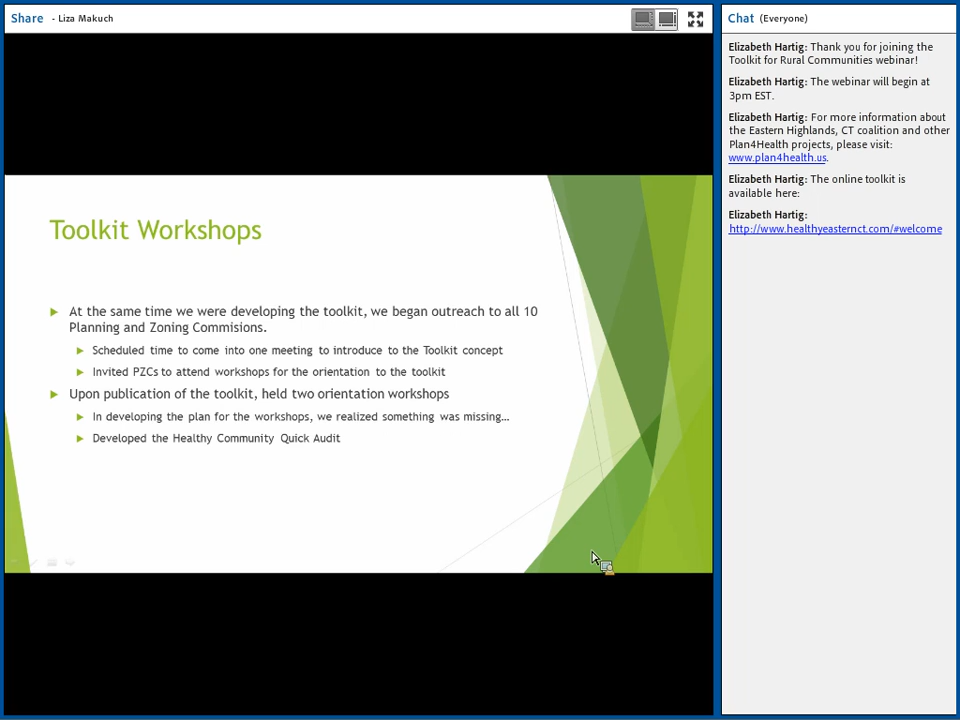 Share - Liza Makuch
Toolkit Workshops
At the same time we were developing the toolkit, we began outreach to all 10
Planning and Zoning Commisions.
Scheduled time to come into one meeting to introduce to the Toolkit concept
Invited PZCs to attend workshops for the orientation to the toolkit
Upon publication of the toolkit, held two orientation workshops
In developing the plan for the workshops, we realized something was missing…
Developed the Healthy Community Quick Audit
Chat (Everyone)
Elizabeth Hartig: Thank you for joining the
Toolkit for Rural Communities webinar!
Elizabeth Hartig: The webinar will begin at
3pm EST.
Elizabeth Hartig: For more information about
the Eastern Highlands, CT coalition and other
Plan4Health projects, please visit:
www.plan4health.us.
Elizabeth Hartig: The online toolkit is
available here:
Elizabeth Hartig:
http://www.healthyeasternct.com/#welcome